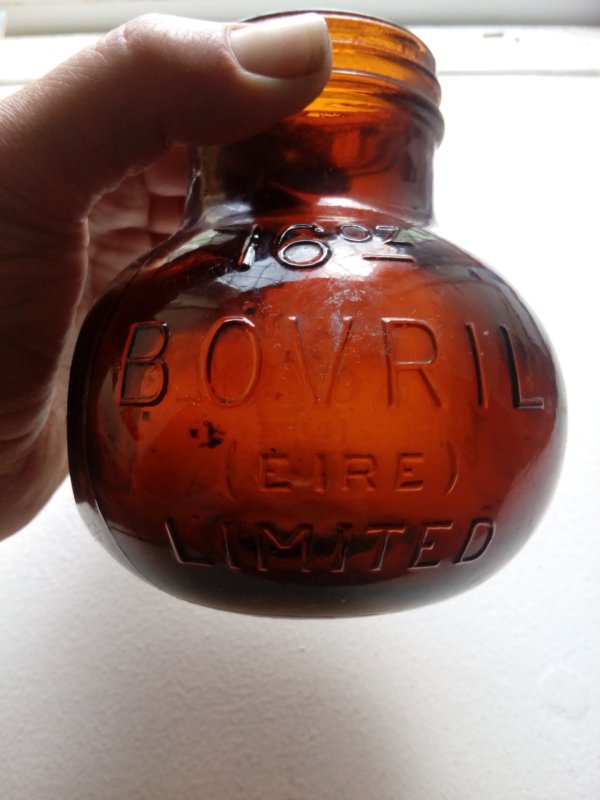 16 oz
BOVRIL
(EIRE)
LIMITED